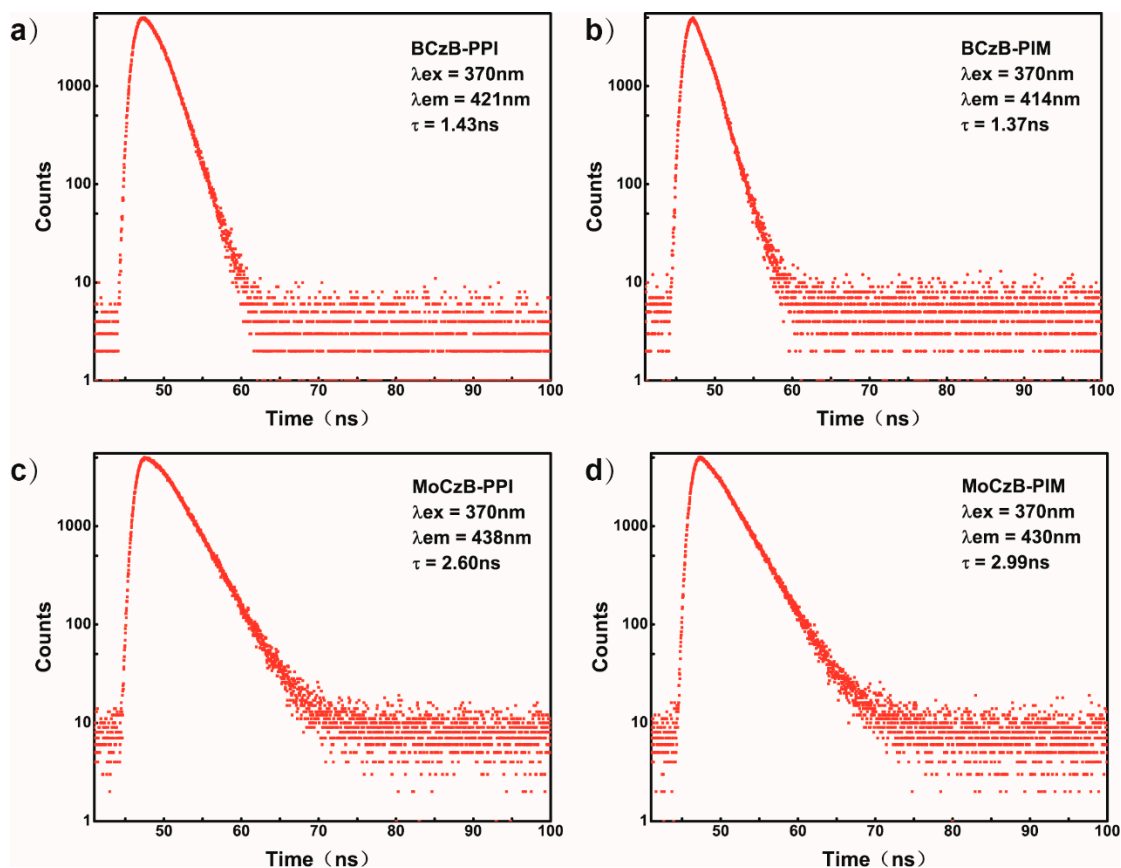 a）
BCzB-PPI
λex = 370nm
λem = 421nm
τ = 1.43ns
Counts
1000
100
10
1
50 60 70 80 90 100
Time（ns）
b）
BCzB-PIM
λex = 370nm
λem = 414nm
τ = 1.37ns
Counts
1000
100
10
1
50 60 70 80 90 100
Time（ns）
c）
MoCzB-PPI
λex = 370nm
λem = 438nm
τ = 2.60ns
Counts
1000
100
10
1
50 60 70 80 90 100
Time（ns）
d）
MoCzB-PIM
λex = 370nm
λem = 430nm
τ = 2.99ns
Counts
1000
100
10
1
50 60 70 80 90 100
Time（ns）